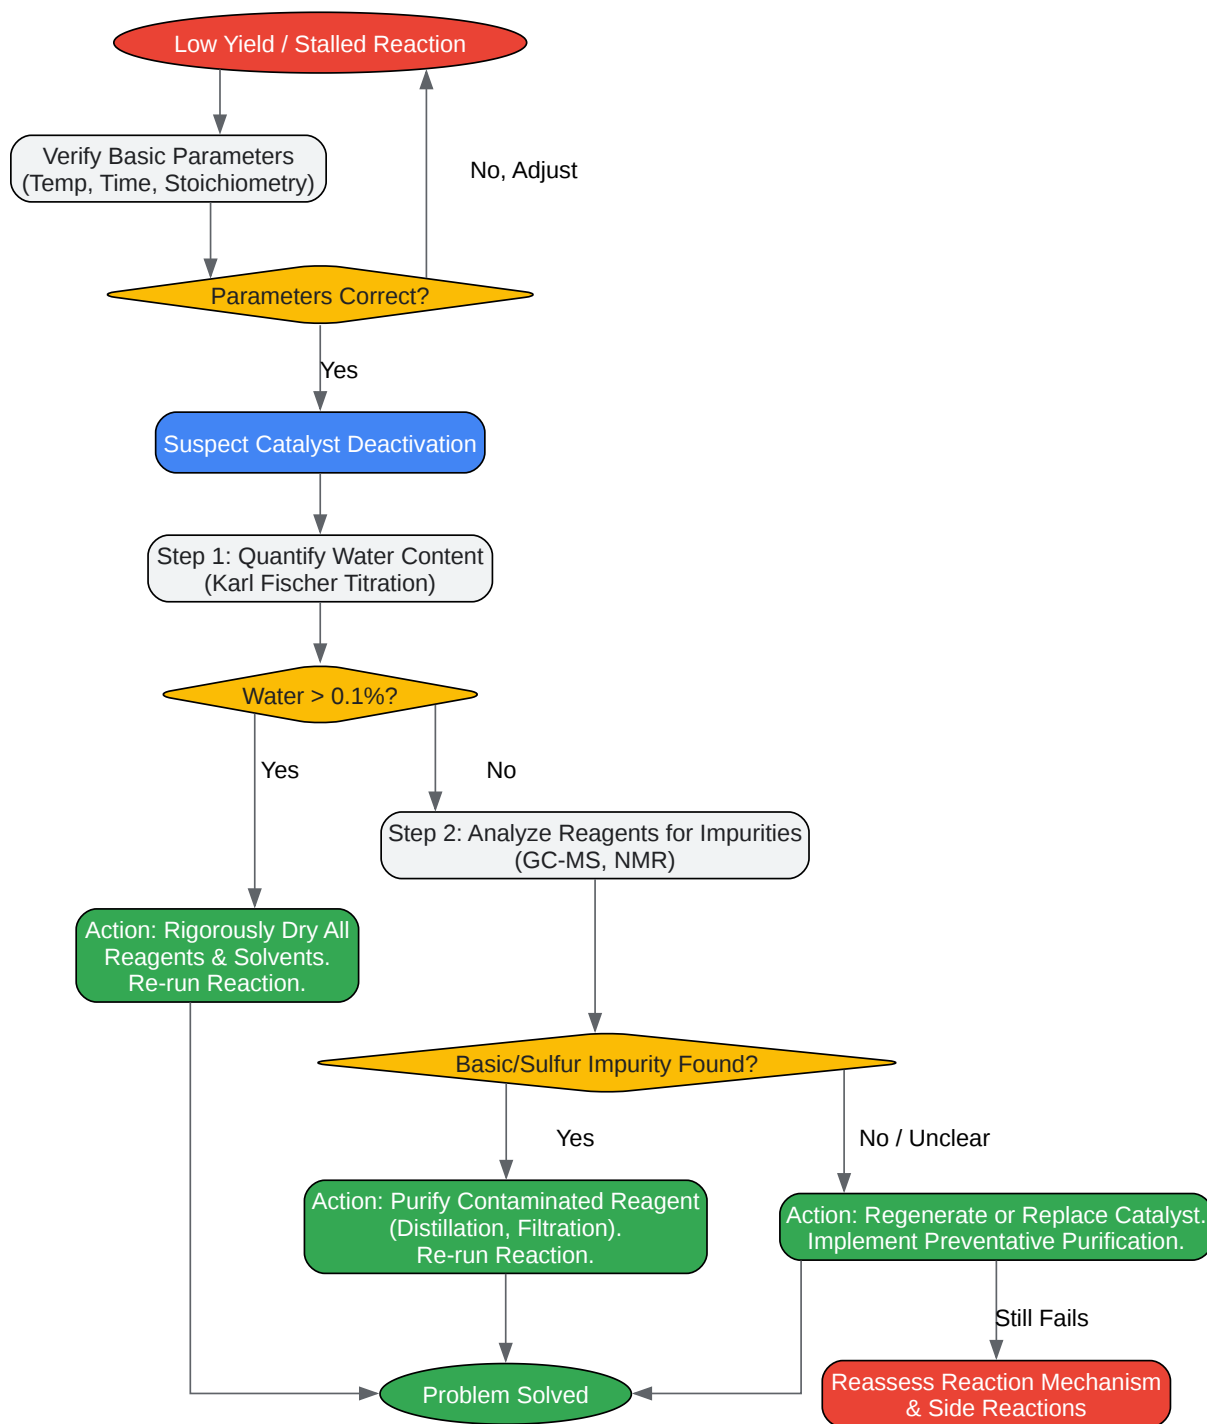 Low Yield / Stalled Reaction
Verify Basic Parameters
(Temp, Time, Stoichiometry)
No, Adjust
Parameters Correct?
Yes
Suspect Catalyst Deactivation
Step 1: Quantify Water Content
(Karl Fischer Titration)
Water > 0.1%?
Yes
No
Step 2: Analyze Reagents for Impurities
(GC-MS, NMR)
Action: Rigorously Dry All
Reagents & Solvents.
Re-run Reaction.
Basic/Sulfur Impurity Found?
Yes
No / Unclear
Action: Purify Contaminated Reagent
(Distillation, Filtration).
Re-run Reaction.
Action: Regenerate or Replace Catalyst.
Implement Preventative Purification.
Still Fails
Problem Solved
Reassess Reaction Mechanism
& Side Reactions